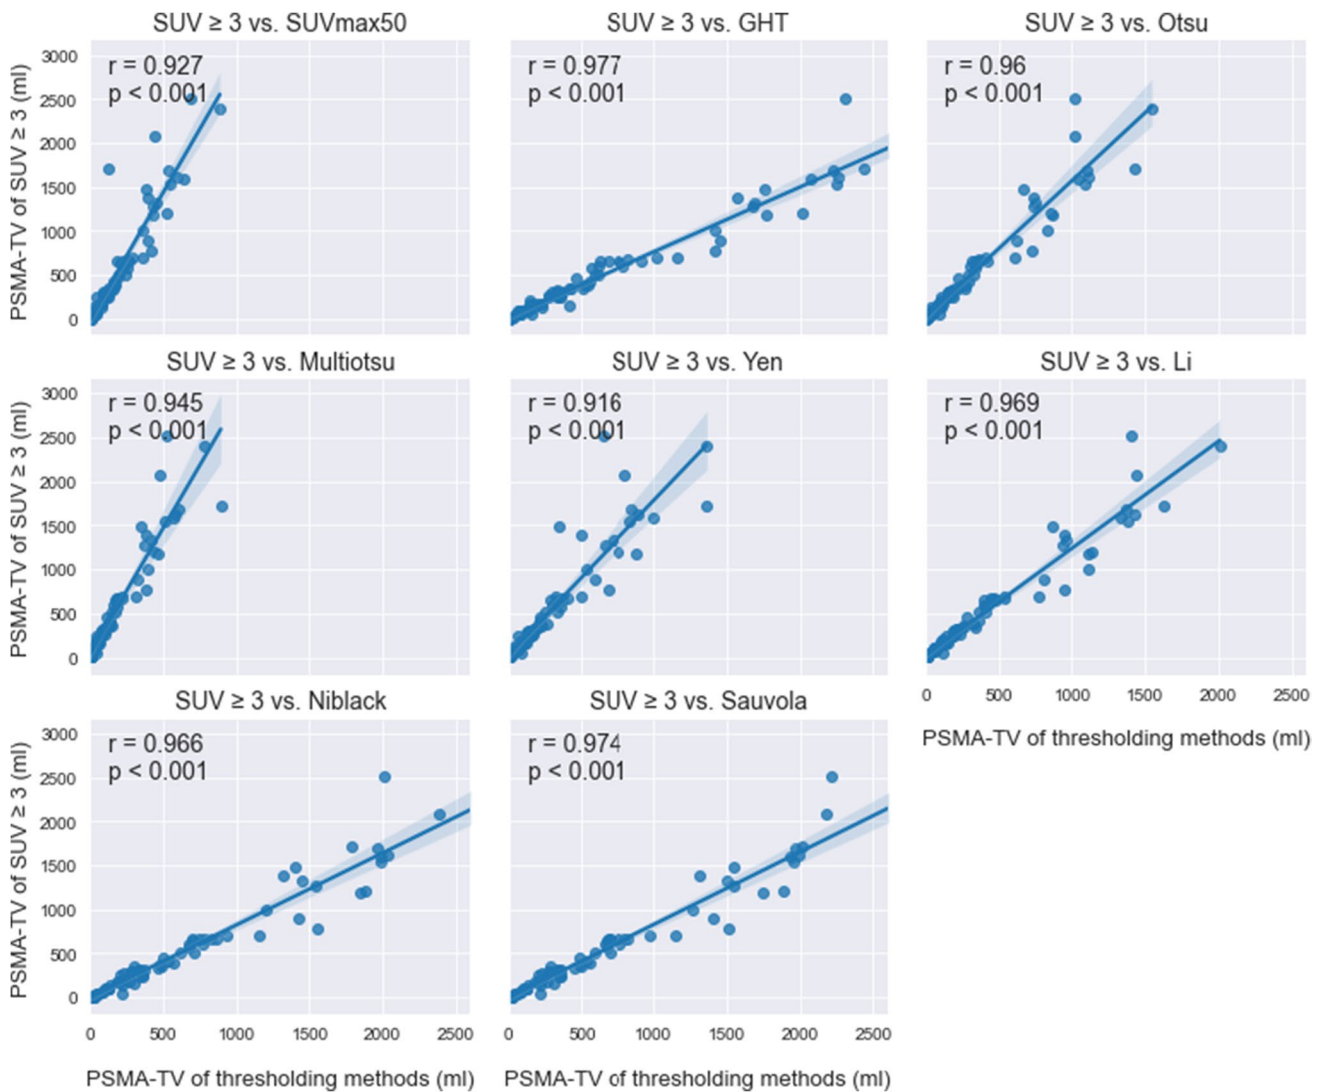 SUV ≥ 3 vs. SUVmax50
SUV ≥ 3 vs. GHT
SUV ≥ 3 vs. Otsu
PSMA-TV of SUV ≥ 3 (ml)
3000
2500
2000
1500
1000
500
0
r = 0.927
p < 0.001
r = 0.977
p < 0.001
r = 0.96
p < 0.001
SUV ≥ 3 vs. Multiotsu
SUV ≥ 3 vs. Yen
SUV ≥ 3 vs. Li
PSMA-TV of SUV ≥ 3 (ml)
3000
2500
2000
1500
1000
500
0
r = 0.945
p < 0.001
r = 0.916
p < 0.001
r = 0.969
p < 0.001
0 500 1000 1500 2000 2500
PSMA-TV of thresholding methods (ml)
SUV ≥ 3 vs. Niblack
SUV ≥ 3 vs. Sauvola
PSMA-TV of SUV ≥ 3 (ml)
3000
2500
2000
1500
1000
500
0
r = 0.966
p < 0.001
r = 0.974
p < 0.001
0 500 1000 1500 2000 2500
0 500 1000 1500 2000 2500
PSMA-TV of thresholding methods (ml)
PSMA-TV of thresholding methods (ml)